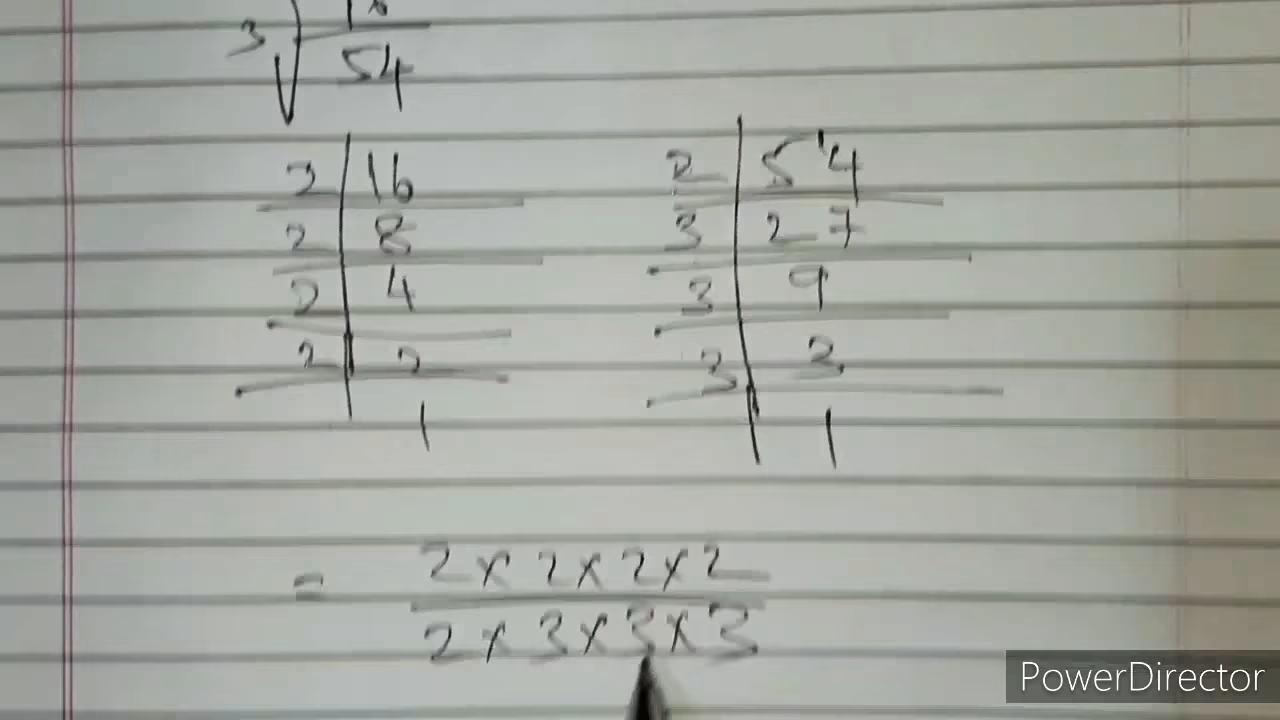 3√ 16
54
2 | 16   2 | 54
2 | 8   3 | 27
2 | 4   3 | 9
2 | 2   3 | 3
1   1
= 2 x 2 x 2 x 2
2 x 3 x 3 x 3
PowerDirector